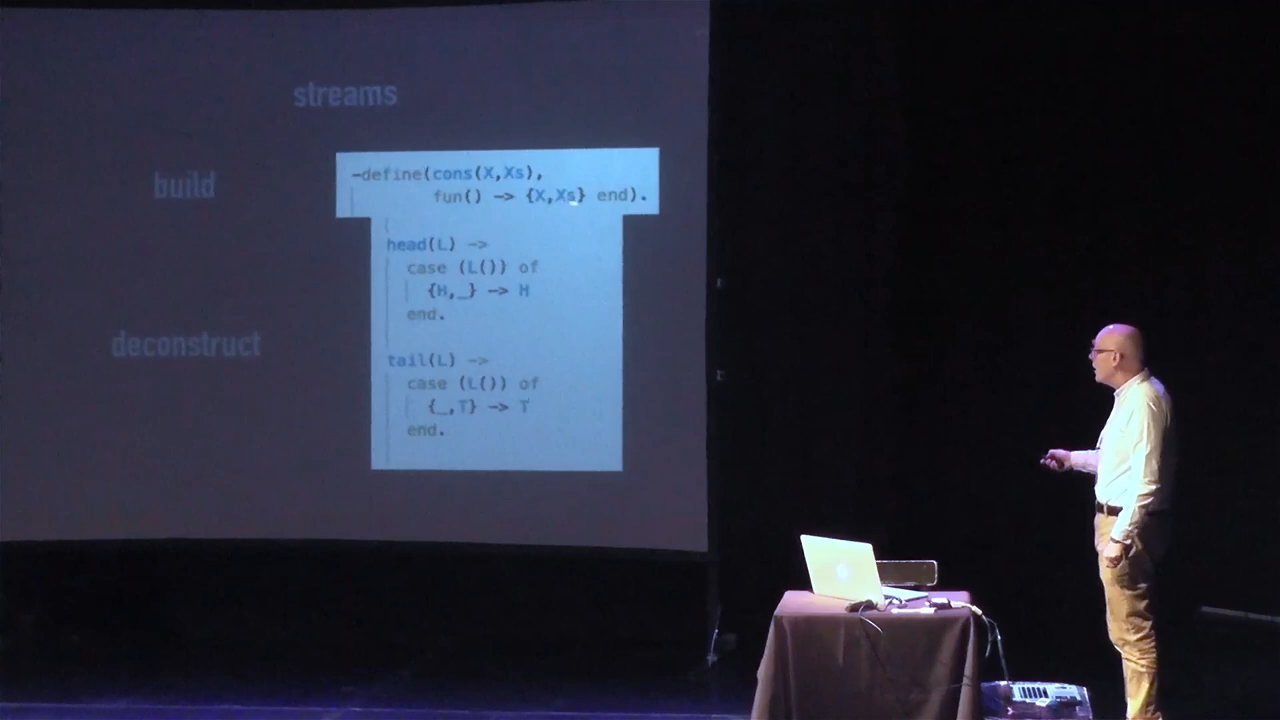 streams
build
-define(cons(X,Xs),
fun() -> {X,Xs} end).
head(L) ->
case (L()) of
{H,_} -> H
end.
deconstruct
tail(L) ->
case (L()) of
{_,T} -> T
end.